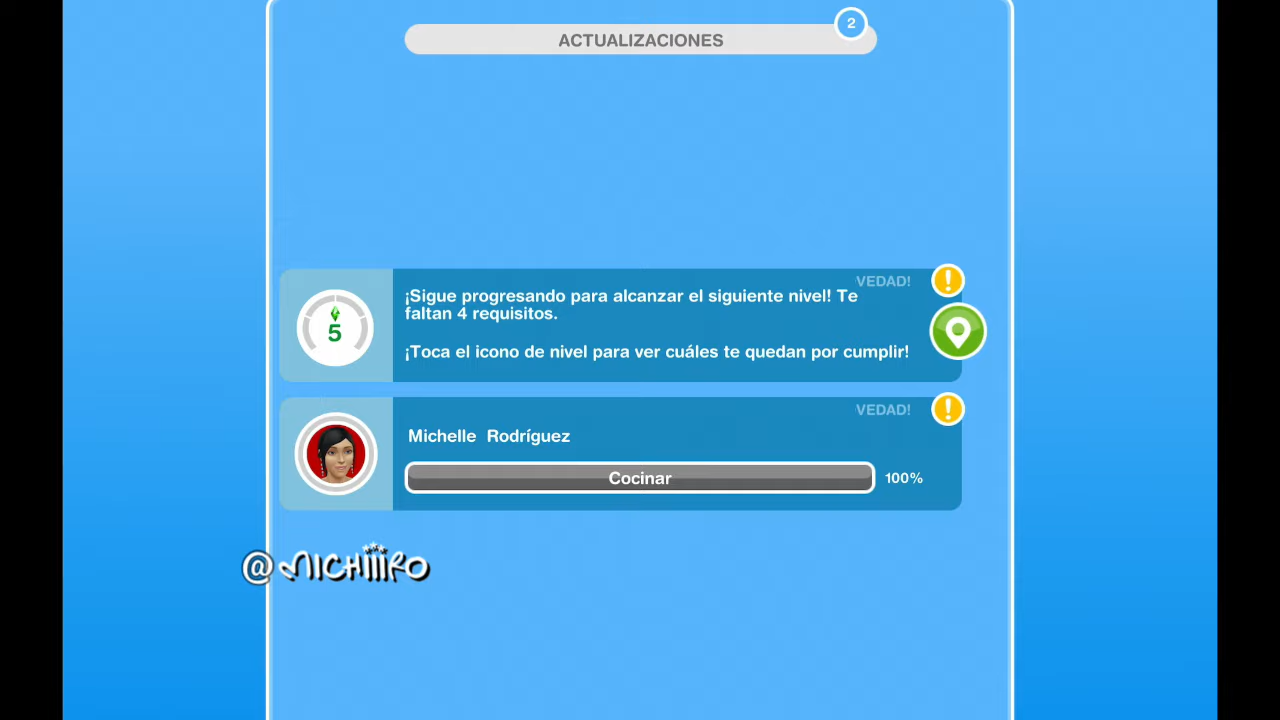 2
ACTUALIZACIONES
VEDAD!
¡Sigue progresando para alcanzar el siguiente nivel! Te
faltan 4 requisitos.
5
¡Toca el icono de nivel para ver cuáles te quedan por cumplir!
VEDAD!
Michelle Rodríguez
Cocinar 100%
@MICHIIIRO